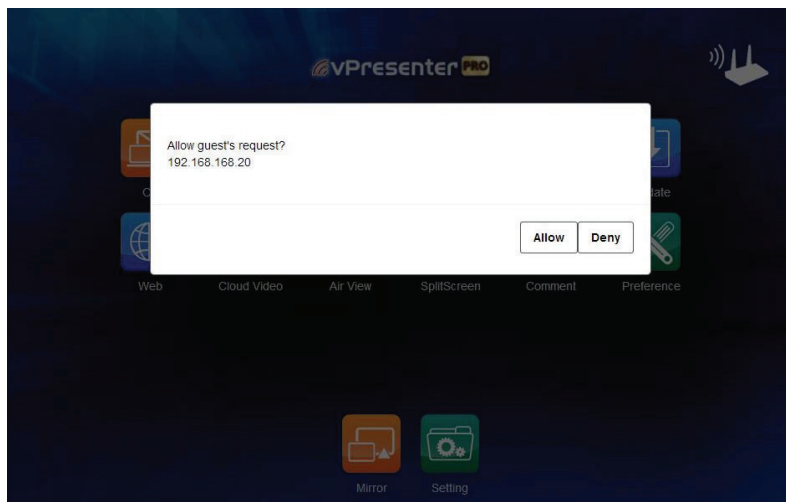 vPresenter PRO
Allow guest's request?
192.168.168.20
Allow Deny
Web Cloud Video Air View SplitScreen Comment Preference
Mirror Setting